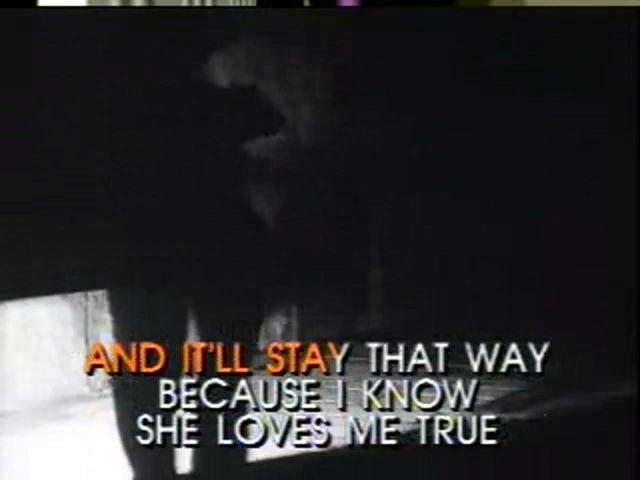 AND IT'LL STAY THAT WAY
BECAUSE I KNOW
SHE LOVES ME TRUE